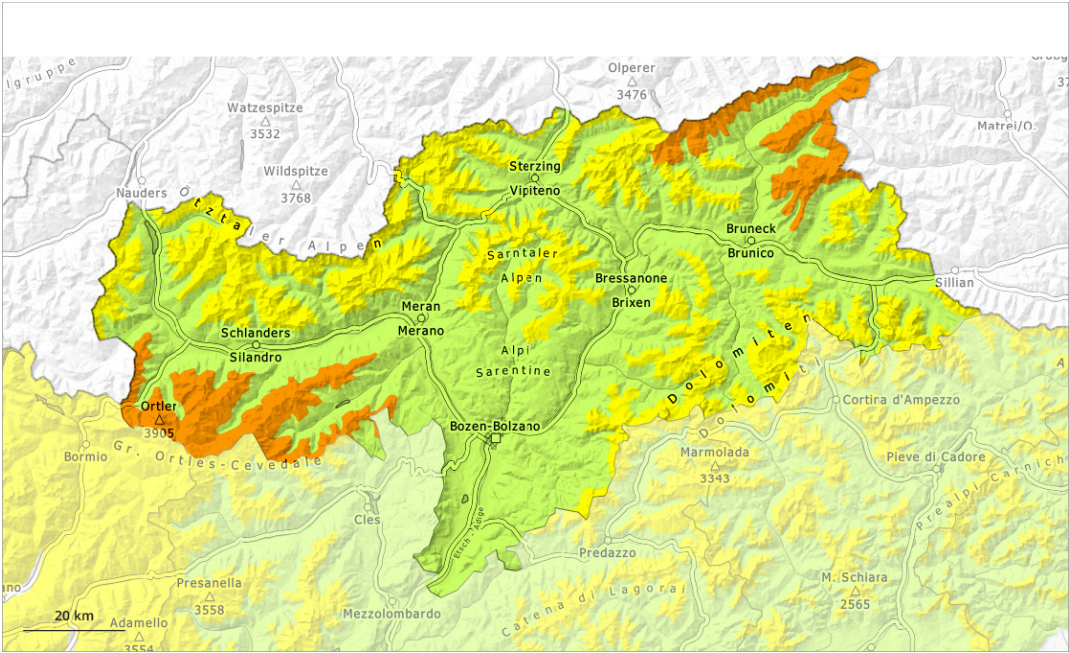 Olperer
3476
Watzespitze
3532
Matrei/O.
Sterzing
Vipiteno
Wildspitze
3768
Nauders
Ötztaler Alpen
Bruneck
Brunico
Sarntaler
Alpen
Bressanone
Brixen
Sillian
Meran
Merano
Schlanders
Silandro
Alpi
Sarentine
Dolomiten
Dolomiti
Ortler
3905
Cortina d'Ampezzo
Bozen-Bolzano
Bormio
Gr. Ortles-Cevedale
Marmolada
3343
Pieve di Cadore
Prealpi Carnich
Cles
Etsch - Adige
Predazzo
Presanella
3558
M. Schiara
2565
Catena di Lagorai
Mezzolombardo
20 km
Adamello
3554